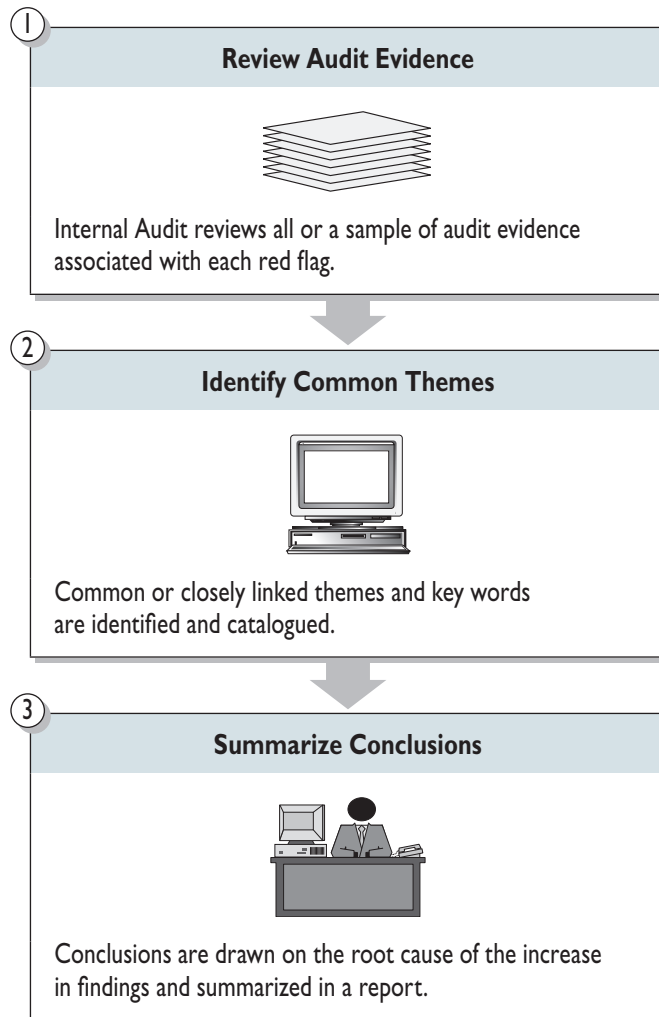 1
Review Audit Evidence
Internal Audit reviews all or a sample of audit evidence
associated with each red flag.
2
Identify Common Themes
Common or closely linked themes and key words
are identified and catalogued.
3
Summarize Conclusions
Conclusions are drawn on the root cause of the increase
in findings and summarized in a report.